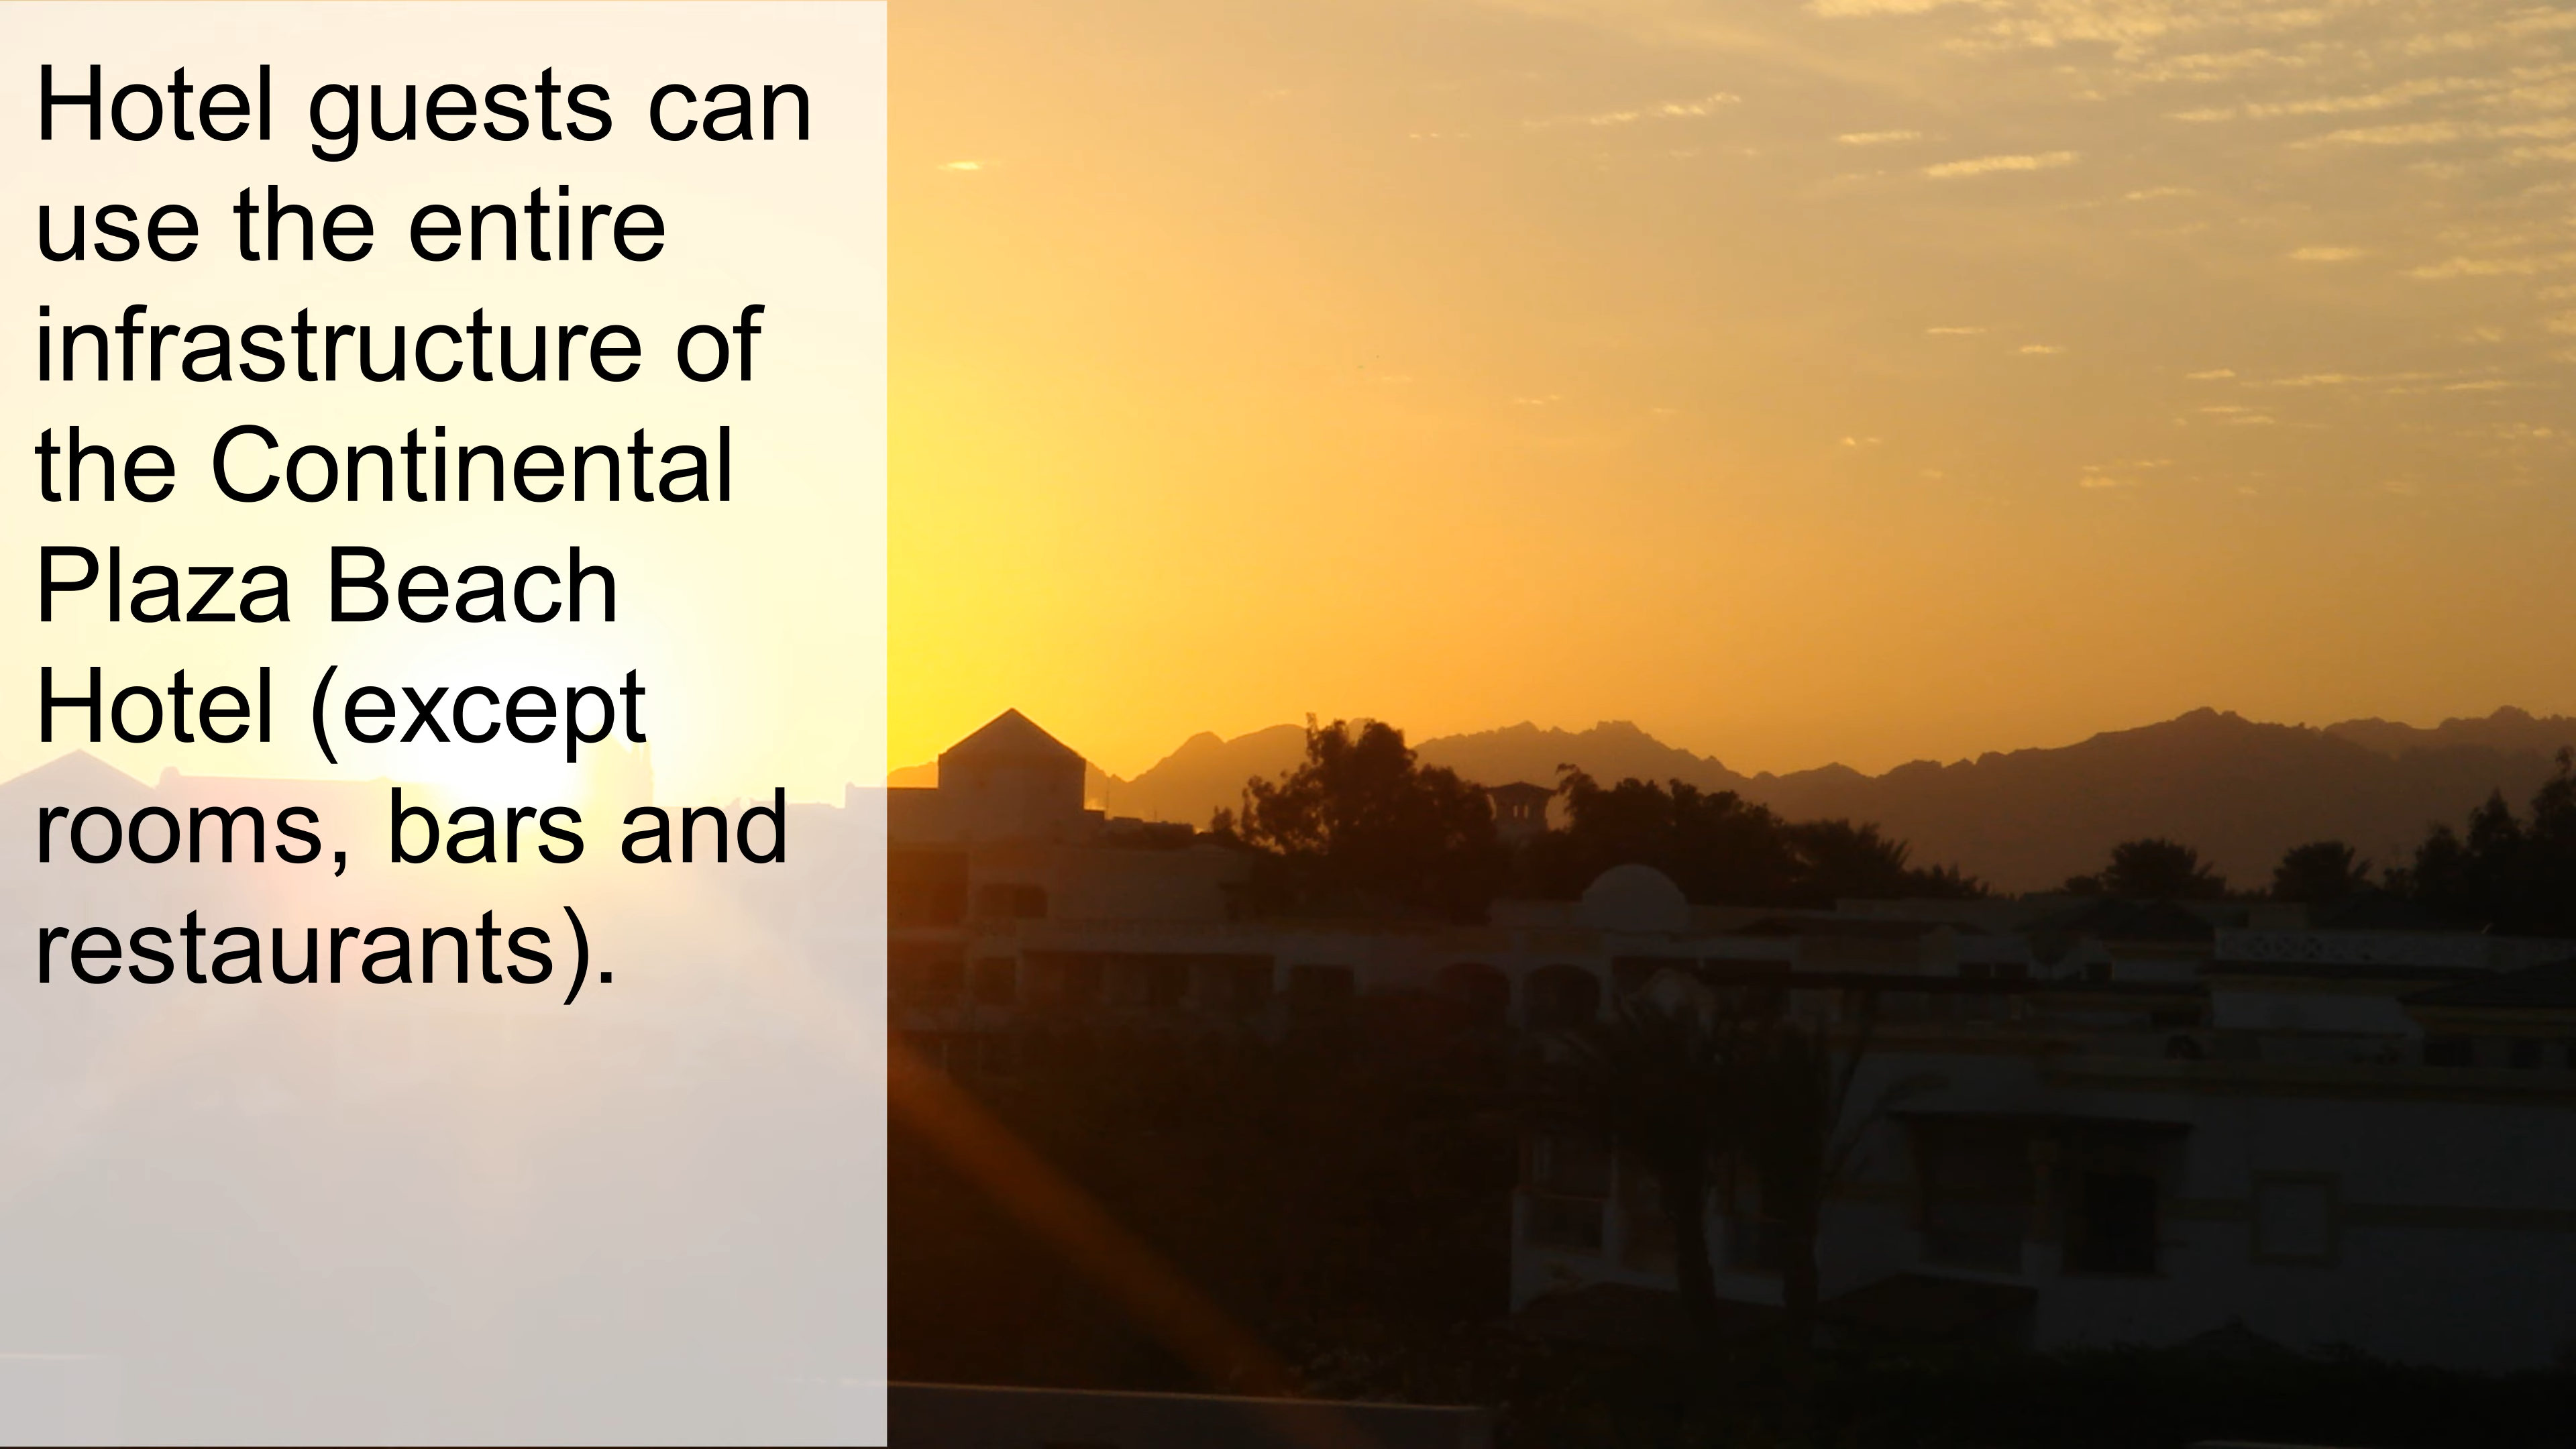 Hotel guests can
use the entire
infrastructure of
the Continental
Plaza Beach
Hotel (except
rooms, bars and
restaurants).